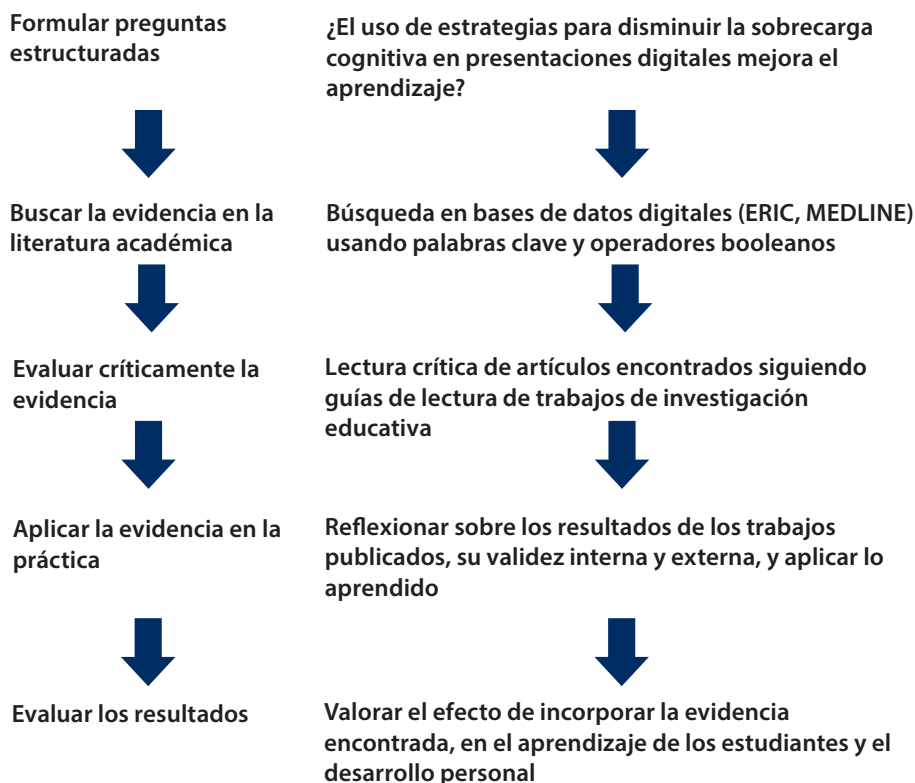 Formular preguntas
estructuradas
¿El uso de estrategias para disminuir la sobrecarga
cognitiva en presentaciones digitales mejora el
aprendizaje?
Buscar la evidencia en la
literatura académica
Búsqueda en bases de datos digitales (ERIC, MEDLINE)
usando palabras clave y operadores booleanos
Evaluar críticamente la
evidencia
Lectura crítica de artículos encontrados siguiendo
guías de lectura de trabajos de investigación
educativa
Aplicar la evidencia en la
práctica
Reflexionar sobre los resultados de los trabajos
publicados, su validez interna y externa, y aplicar lo
aprendido
Evaluar los resultados
Valorar el efecto de incorporar la evidencia
encontrada, en el aprendizaje de los estudiantes y el
desarrollo personal